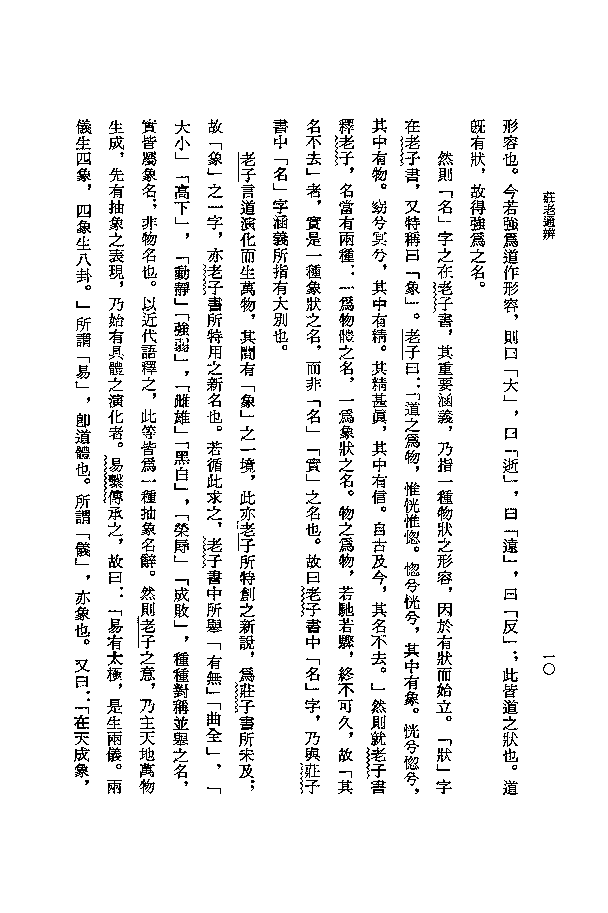 莊老通辨
一〇
形容也。今若強爲道作形容，則曰「大」，曰「逝」，曰「遠」，曰「反」；此皆道之狀也。道
既有狀，故得強爲之名。
然則「名」字之在老子書，其重要涵義，乃指一種物狀之形容，因於有狀而始立。「狀」字
在老子書，又特稱曰「象」。老子曰：「道之爲物，惟恍惟惚。惚兮恍兮，其中有象。恍兮惚兮，
其中有物。窈兮冥兮，其中有精。其精甚眞，其中有信。自古及今，其名不去。」然則就老子書
釋老子，名當有兩種：一爲物體之名，一爲象狀之名。物之爲物，若馳若驟，終不可久，故「其
名不去」者，實是一種象狀之名，而非「名」「實」之名也。故曰老子書中「名」字，乃與莊子
書中「名」字涵義所指有大別也。
老子言道演化而生萬物，其間有「象」之一境，此亦老子所特創之新說，爲莊子書所未及；
故「象」之一字，亦老子書所特用之新名也。若循此求之，老子書中所舉「有無」「曲全」，「
大小」「高下」，「動靜」「強弱」，「雌雄」「黑白」，「榮辱」「成敗」，種種對稱並舉之名，
實皆屬象名，非物名也。以近代語釋之，此等皆爲一種抽象名辭。然則老子之意，乃主天地萬物
生成，先有抽象之表現，乃始有具體之演化者。易繫傳承之，故曰：「易有太極，是生兩儀。兩
儀生四象，四象生八卦。」所謂「易」，卽道體也。所謂「儀」，亦象也。又曰：「在天成象，